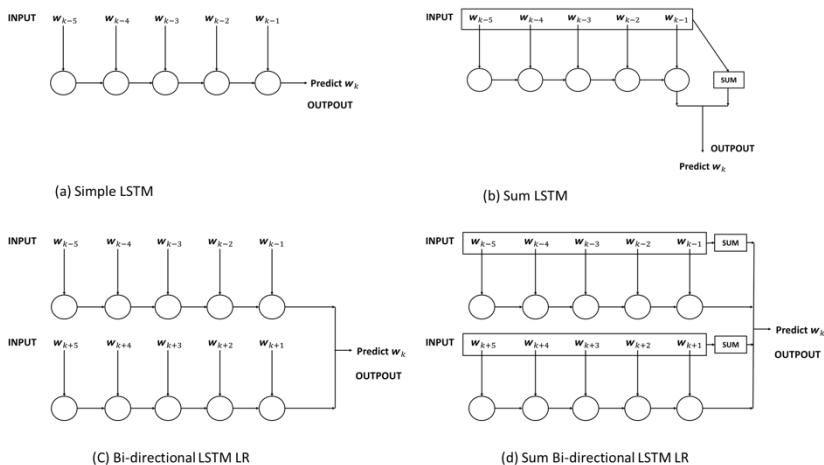 INPUT w_{k−5} w_{k−4} w_{k−3} w_{k−2} w_{k−1}
Predict w_k
OUTPOUT
(a) Simple LSTM
INPUT w_{k−5} w_{k−4} w_{k−3} w_{k−2} w_{k−1}
SUM
OUTPOUT
Predict w_k
(b) Sum LSTM
INPUT w_{k−5} w_{k−4} w_{k−3} w_{k−2} w_{k−1}
INPUT w_{k+5} w_{k+4} w_{k+3} w_{k+2} w_{k+1}
Predict w_k
OUTPOUT
(C) Bi-directional LSTM LR
INPUT w_{k−5} w_{k−4} w_{k−3} w_{k−2} w_{k−1} SUM
Predict w_k
INPUT w_{k+5} w_{k+4} w_{k+3} w_{k+2} w_{k+1} SUM
OUTPOUT
(d) Sum Bi-directional LSTM LR